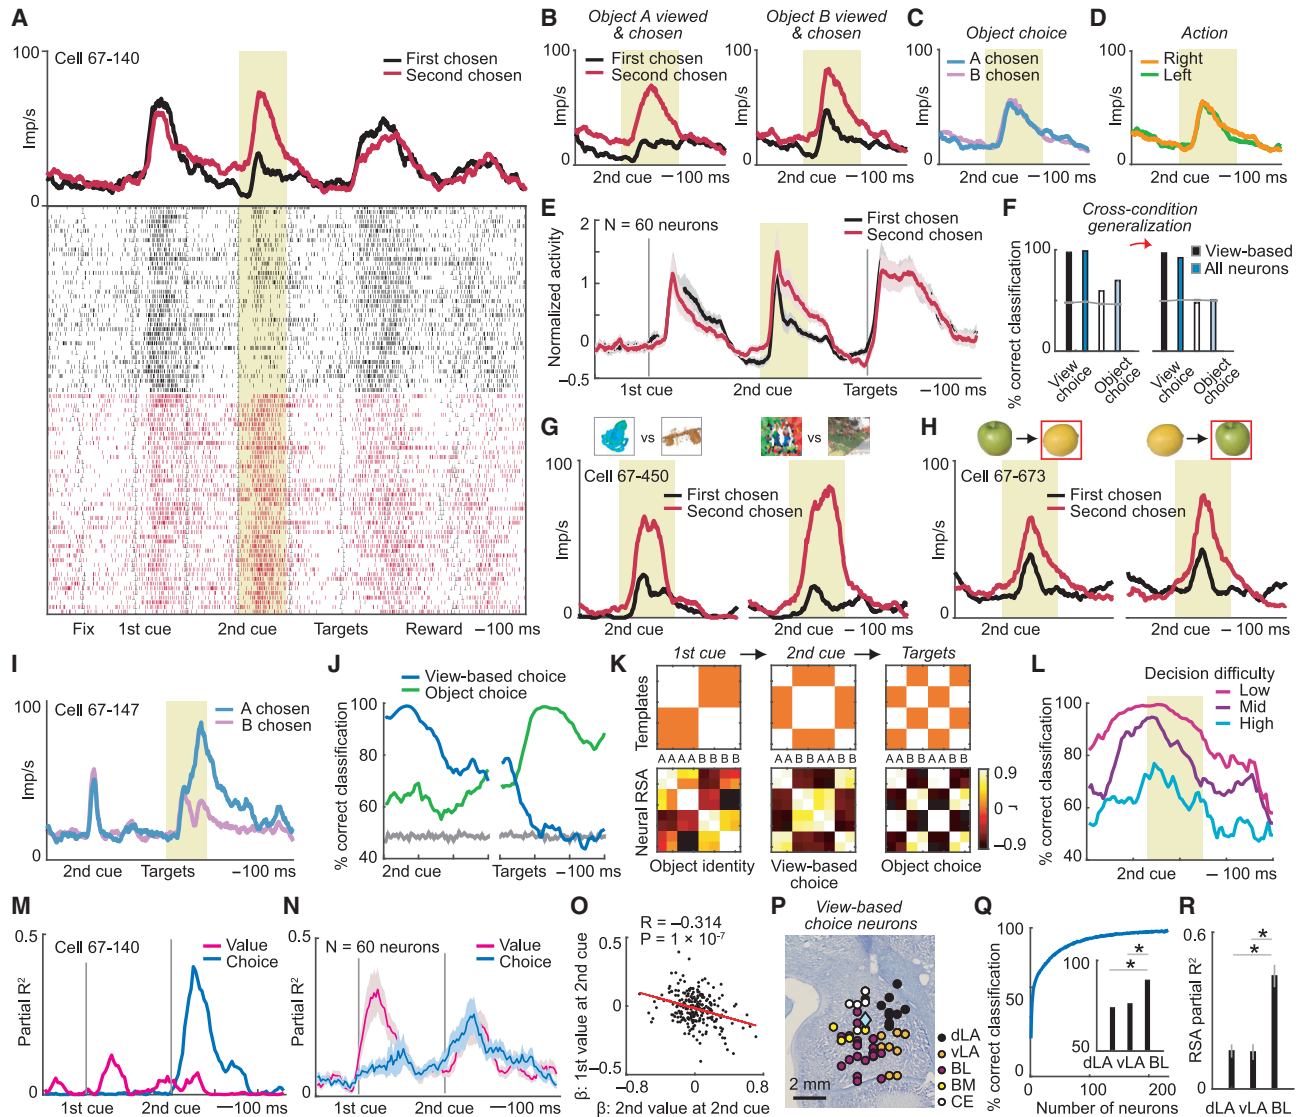 A
100
Cell 67-140
First chosen
Second chosen
Imp/s
0
Fix
1st cue
2nd cue
Targets
Reward
−100 ms
B
Object A viewed
& chosen
Object B viewed
& chosen
100
First chosen
Second chosen
Imp/s
0
2nd cue
−100 ms
100
Imp/s
0
2nd cue
−100 ms
C
Object choice
100
A chosen
B chosen
Imp/s
0
2nd cue
−100 ms
D
Action
100
Right
Left
Imp/s
0
2nd cue
−100 ms
E
N = 60 neurons
First chosen
Second chosen
Normalized activity
2
1
0
−0.5
1st cue
2nd cue
Targets
−100 ms
F
Cross-condition
generalization
% correct classification
100
50
0
View-based
All neurons
View
choice
Object
choice
View
choice
Object
choice
G
vs
vs
100
Cell 67-450
First chosen
Second chosen
Imp/s
0
2nd cue
2nd cue
−100 ms
H
100
Cell 67-673
First chosen
Second chosen
Imp/s
0
2nd cue
−100 ms
I
100
Cell 67-147
A chosen
B chosen
Imp/s
0
2nd cue
Targets
−100 ms
J
View-based choice
Object choice
% correct classification
100
80
60
40
2nd cue
Targets
−100 ms
K
1st cue
2nd cue
Targets
Templates
A A A A B B B B
A A B B A A B B
A B A B A B A B
Neural RSA
0.9
0
r
−0.9
Object identity
View-based
choice
Object choice
L
Decision difficulty
Low
Mid
High
% correct classification
100
80
60
40
2nd cue
− 100 ms
M
0.5
Cell 67-140
Value
Choice
Partial R²
0
1st cue
2nd cue
−100 ms
N
0.5
N = 60 neurons
Value
Choice
Partial R²
0
1st cue
2nd cue
−100 ms
O
R = −0.314
P = 1 × 10⁻⁷
β: 1st value at 2nd cue
0.5
0
−0.5
−0.8
0
0.8
β: 2nd value at 2nd cue
P
View-based
choice neurons
dLA
vLA
BL
BM
CE
2 mm
Q
% correct classification
100
50
0
100
50
*
*
dLA vLA BL
0
100
200
Number of neurons
R
0.6
*
*
RSA partial R²
0
dLA vLA BL